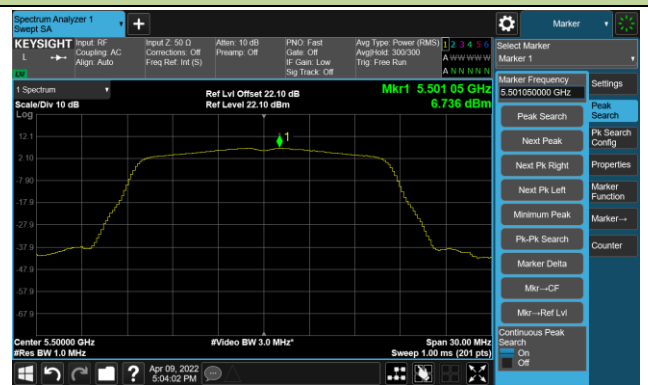 Spectrum Analyzer 1
Swept SA
Marker
KEYSIGHT
L
LW
Input: RF
Coupling: AC
Align: Auto
Input Z: 50 Ω
Corrections: Off
Freq Ref: Int (S)
Atten: 10 dB
Preamp: Off
PNO: Fast
Gate: Off
IF Gain: Low
Sig Track: Off
Avg Type: Power (RMS)
Avg|Hold: 300/300
Trig: Free Run
1 2 3 4 5 6
A W W W W W
A N N N N N
Select Marker
Marker 1
1 Spectrum
Scale/Div 10 dB
Log
Ref Lvl Offset 22.10 dB
Ref Level 22.10 dBm
Mkr1 5.501 05 GHz
6.736 dBm
1
12.1
2.10
-7.90
-17.9
-27.9
-37.9
-47.9
-57.9
-67.9
Center 5.50000 GHz
#Res BW 1.0 MHz
#Video BW 3.0 MHz*
Span 30.00 MHz
Sweep 1.00 ms (201 pts)
Marker Frequency
5.501050000 GHz
Peak Search
Next Peak
Next Pk Right
Next Pk Left
Minimum Peak
Pk-Pk Search
Marker Delta
Mkr→CF
Mkr→Ref Lvl
Continuous Peak
Search
On
Off
Settings
Peak
Search
Pk Search
Config
Properties
Marker
Function
Marker→
Counter
?
Apr 09, 2022
5:04:02 PM